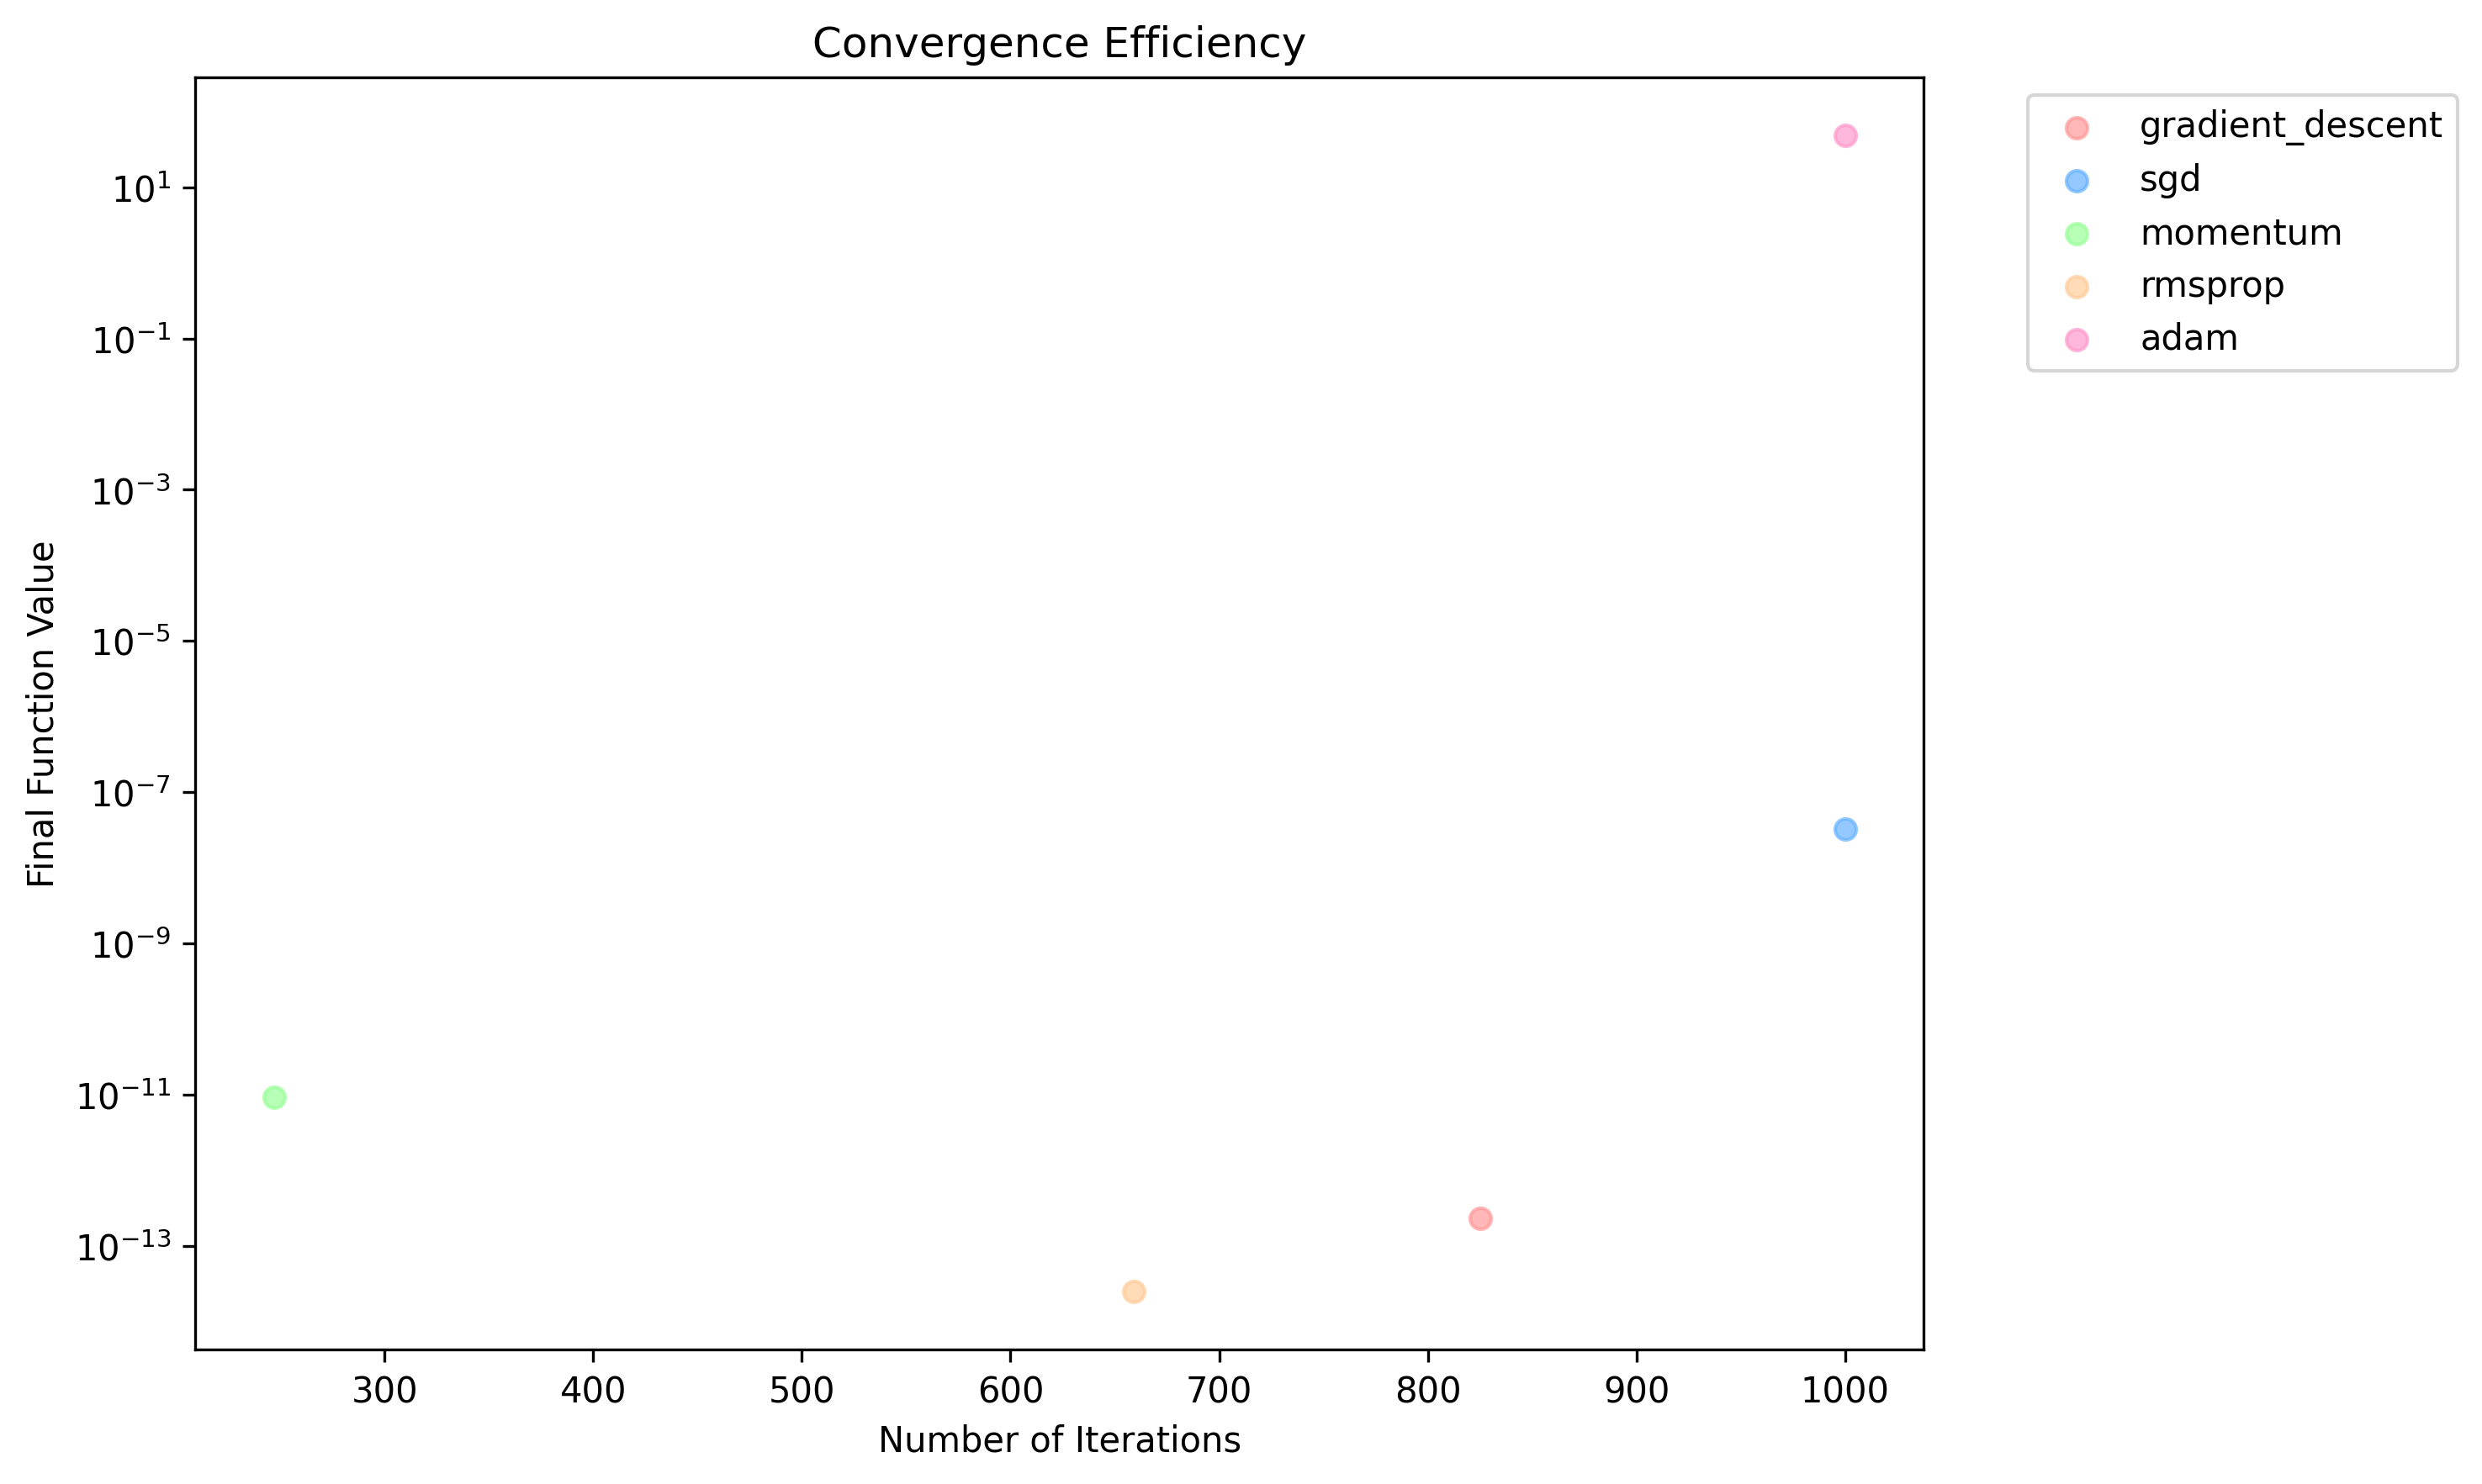 Convergence Efficiency
gradient_descent
sgd
momentum
rmsprop
adam
Final Function Value
10^1
10^−1
10^−3
10^−5
10^−7
10^−9
10^−11
10^−13
300 400 500 600 700 800 900 1000
Number of Iterations